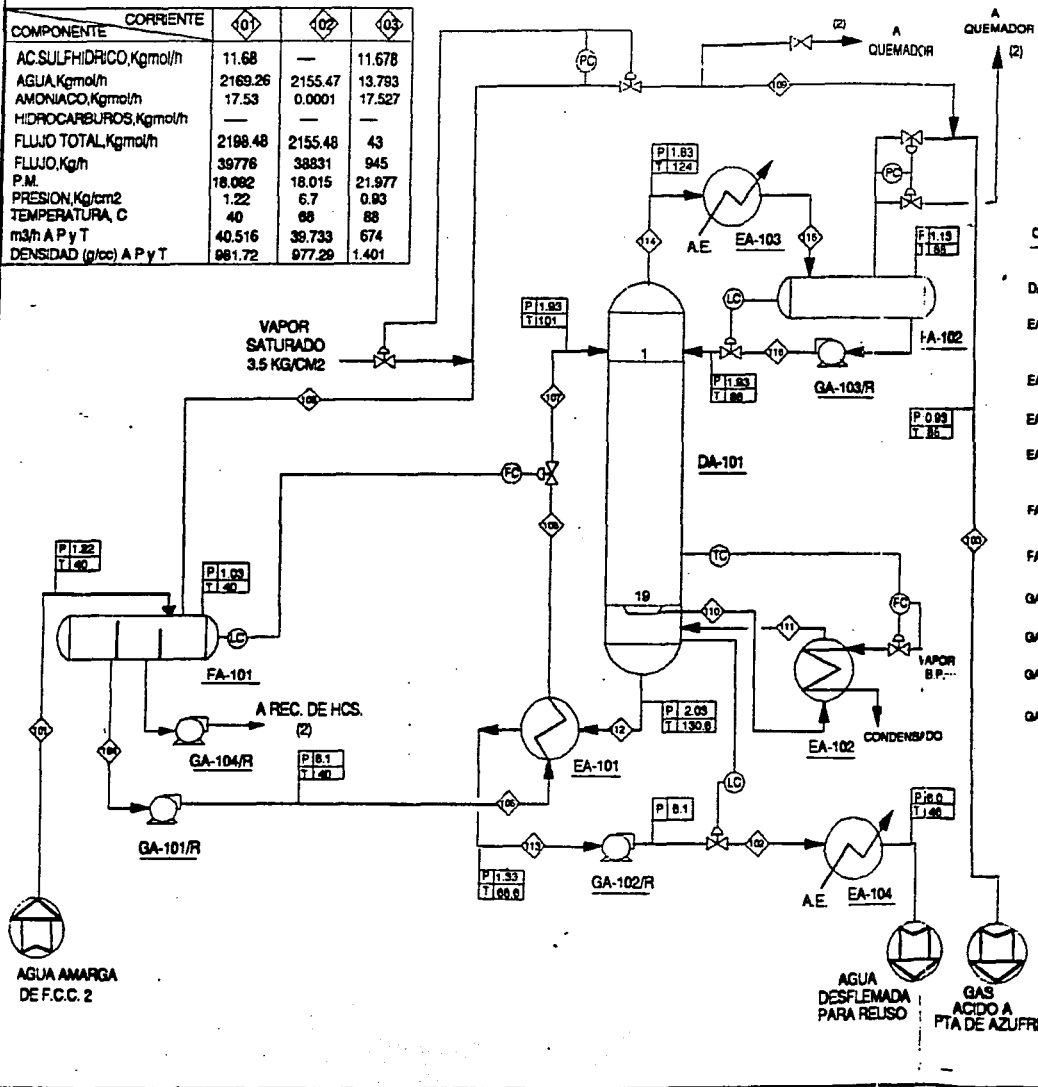 CORRIENTE
COMPONENTE
101 102 103
AC.SULFHIDRICO,Kgmol/h 11.68 — 11.678
AGUA,Kgmol/h 2169.26 2155.47 13.793
AMONIACO,Kgmol/h 17.53 0.0001 17.527
HIDROCARBUROS,Kgmol/h — — —
FLUJO TOTAL,Kgmol/h 2198.48 2155.48 43
FLUJO,Kg/h 39776 38831 945
P.M. 18.092 18.015 21.977
PRESION,Kg/cm2 1.22 6.7 0.93
TEMPERATURA, C 40 68 88
m3/h A P y T 40.516 39.733 674
DENSIDAD (g/cc) A P y T 981.72 977.29 1.401
(2)
A
QUEMADOR
A
QUEMADOR
(2)
PC
109
P 1.83
T 124
A.E.
EA-103
114
115
PC
P 1.13
LC
116
GA-103/R
P 1.93
VAPOR
SATURADO
3.5 KG/CM2
P 1.93
T 101
1
107
DA-101
P 0.93
103
FC
P 1.22
T 40
P 1.03
T 40
LC
FA-101
TC
FC
19
110
111
VAPOR
B.P.
EA-102
CONDENSADO
A REC. DE HCS.
(2)
GA-104/R
101
P 2.03
T 130.6
12
EA-101
P 8.1
T 40
105
GA-101/R
LC
P 8.1
113
P 1.33
GA-102/R
102
A.E.
EA-104
AGUA AMARGA
DE F.C.C. 2
AGUA
DESFLEMADA
PARA REUSO
GAS
ACIDO A
PTA DE AZUFRE